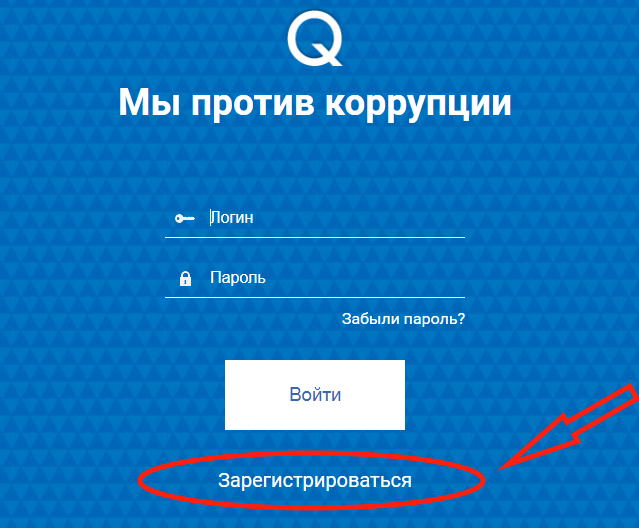 Q
Мы против коррупции
Логин
Пароль
Забыли пароль?
Войти
Зарегистрироваться